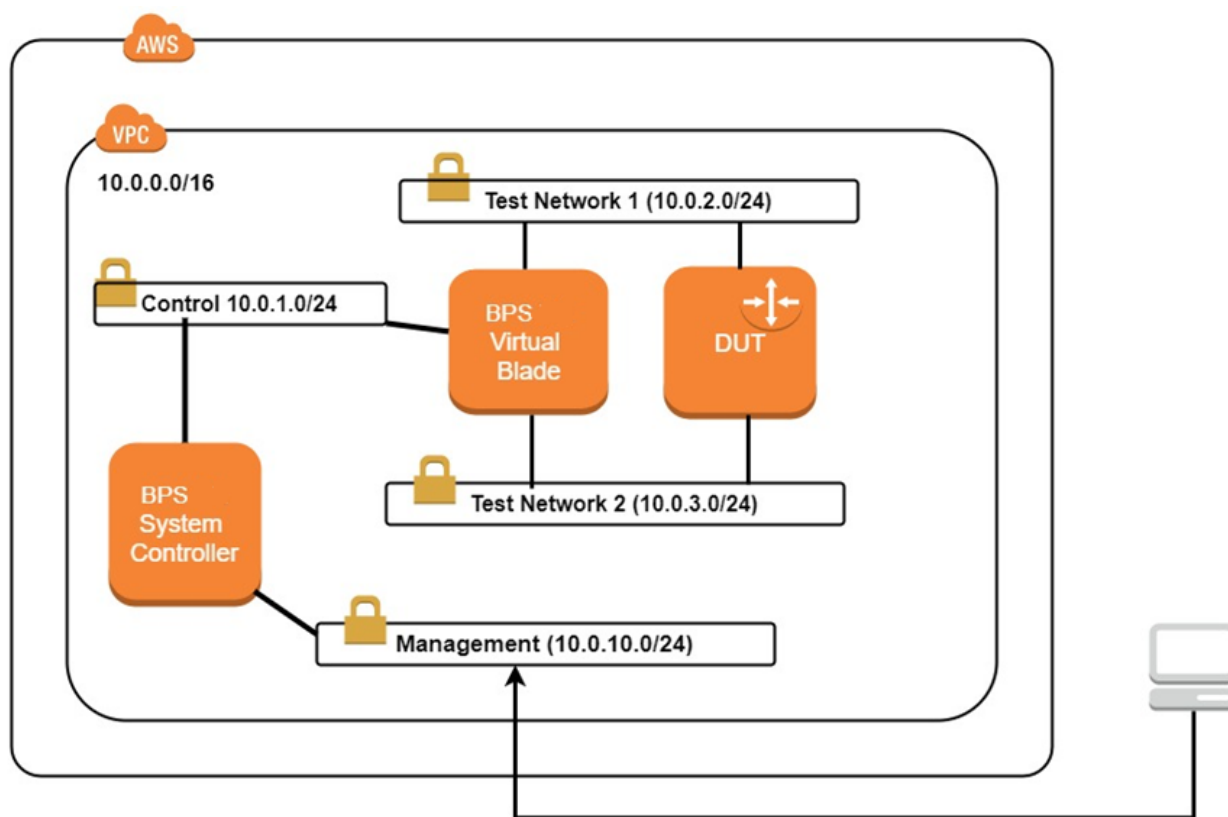 AWS
VPC
10.0.0.0/16
Test Network 1 (10.0.2.0/24)
Control 10.0.1.0/24
BPS
Virtual
Blade
DUT
BPS
System
Controller
Test Network 2 (10.0.3.0/24)
Management (10.0.10.0/24)